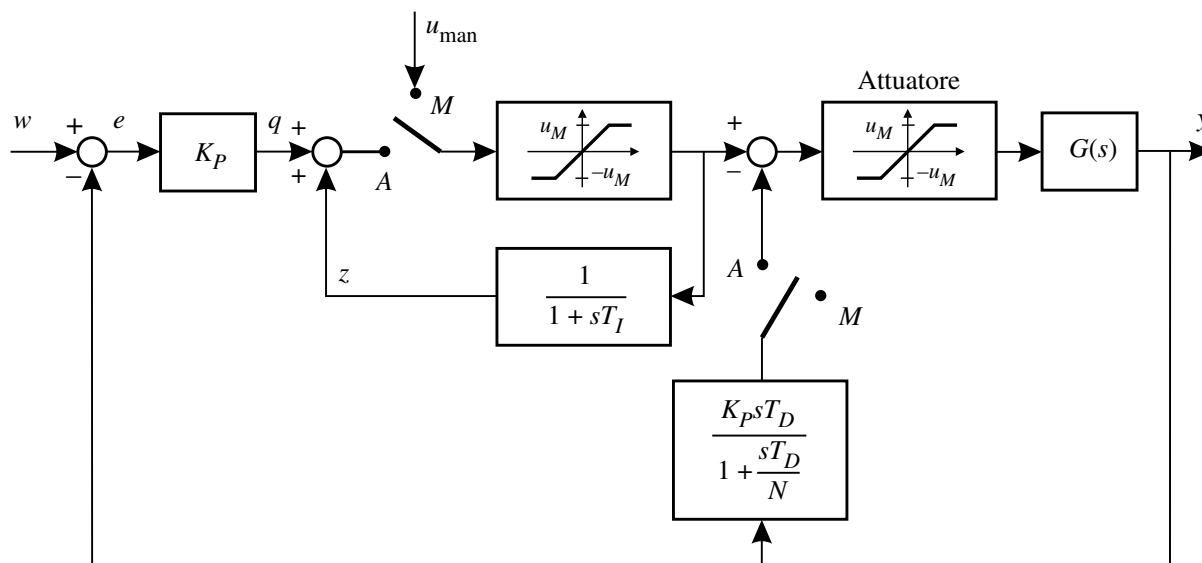 u_man
Attuatore
w
+
−
e
K_P
q
+
+
A
M
u_M
−u_M
+
−
u_M
−u_M
G(s)
y
z
1
1 + sT_I
A
M
K_P sT_D
1 + sT_D
N